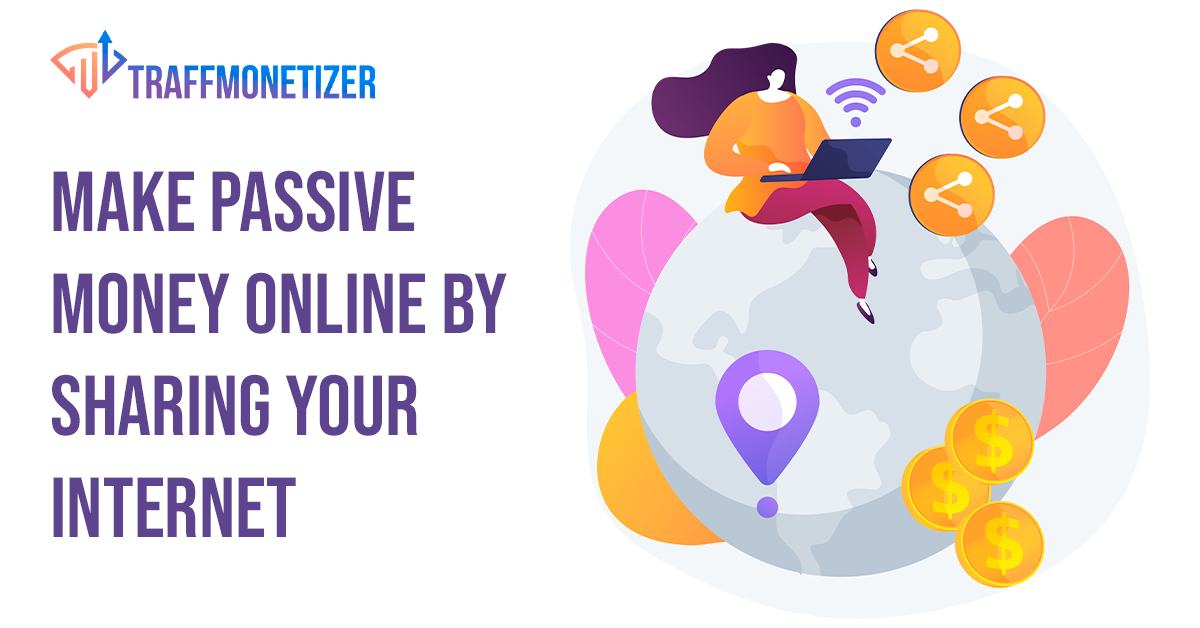 TRAFFMONETIZER
MAKE PASSIVE
MONEY ONLINE BY
SHARING YOUR
INTERNET
$
$
$